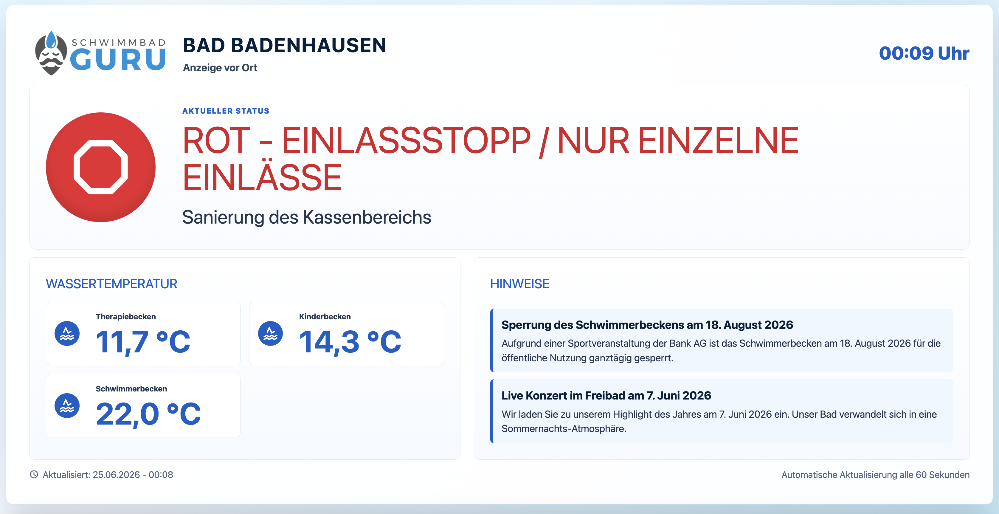 SCHWIMMBAD
GURU
BAD BADENHAUSEN
Anzeige vor Ort
00:09 Uhr
AKTUELLER STATUS
ROT - EINLASSSTOPP / NUR EINZELNE
EINLÄSSE
Sanierung des Kassenbereichs
WASSERTEMPERATUR
Therapiebecken
11,7 °C
Kinderbecken
14,3 °C
Schwimmerbecken
22,0 °C
HINWEISE
Sperrung des Schwimmerbeckens am 18. August 2026
Aufgrund einer Sportveranstaltung der Bank AG ist das Schwimmerbecken am 18. August 2026 für die
öffentliche Nutzung ganztägig gesperrt.
Live Konzert im Freibad am 7. Juni 2026
Wir laden Sie zu unserem Highlight des Jahres am 7. Juni 2026 ein. Unser Bad verwandelt sich in eine
Sommernachts-Atmosphäre.
Aktualisiert: 25.06.2026 - 00:08
Automatische Aktualisierung alle 60 Sekunden